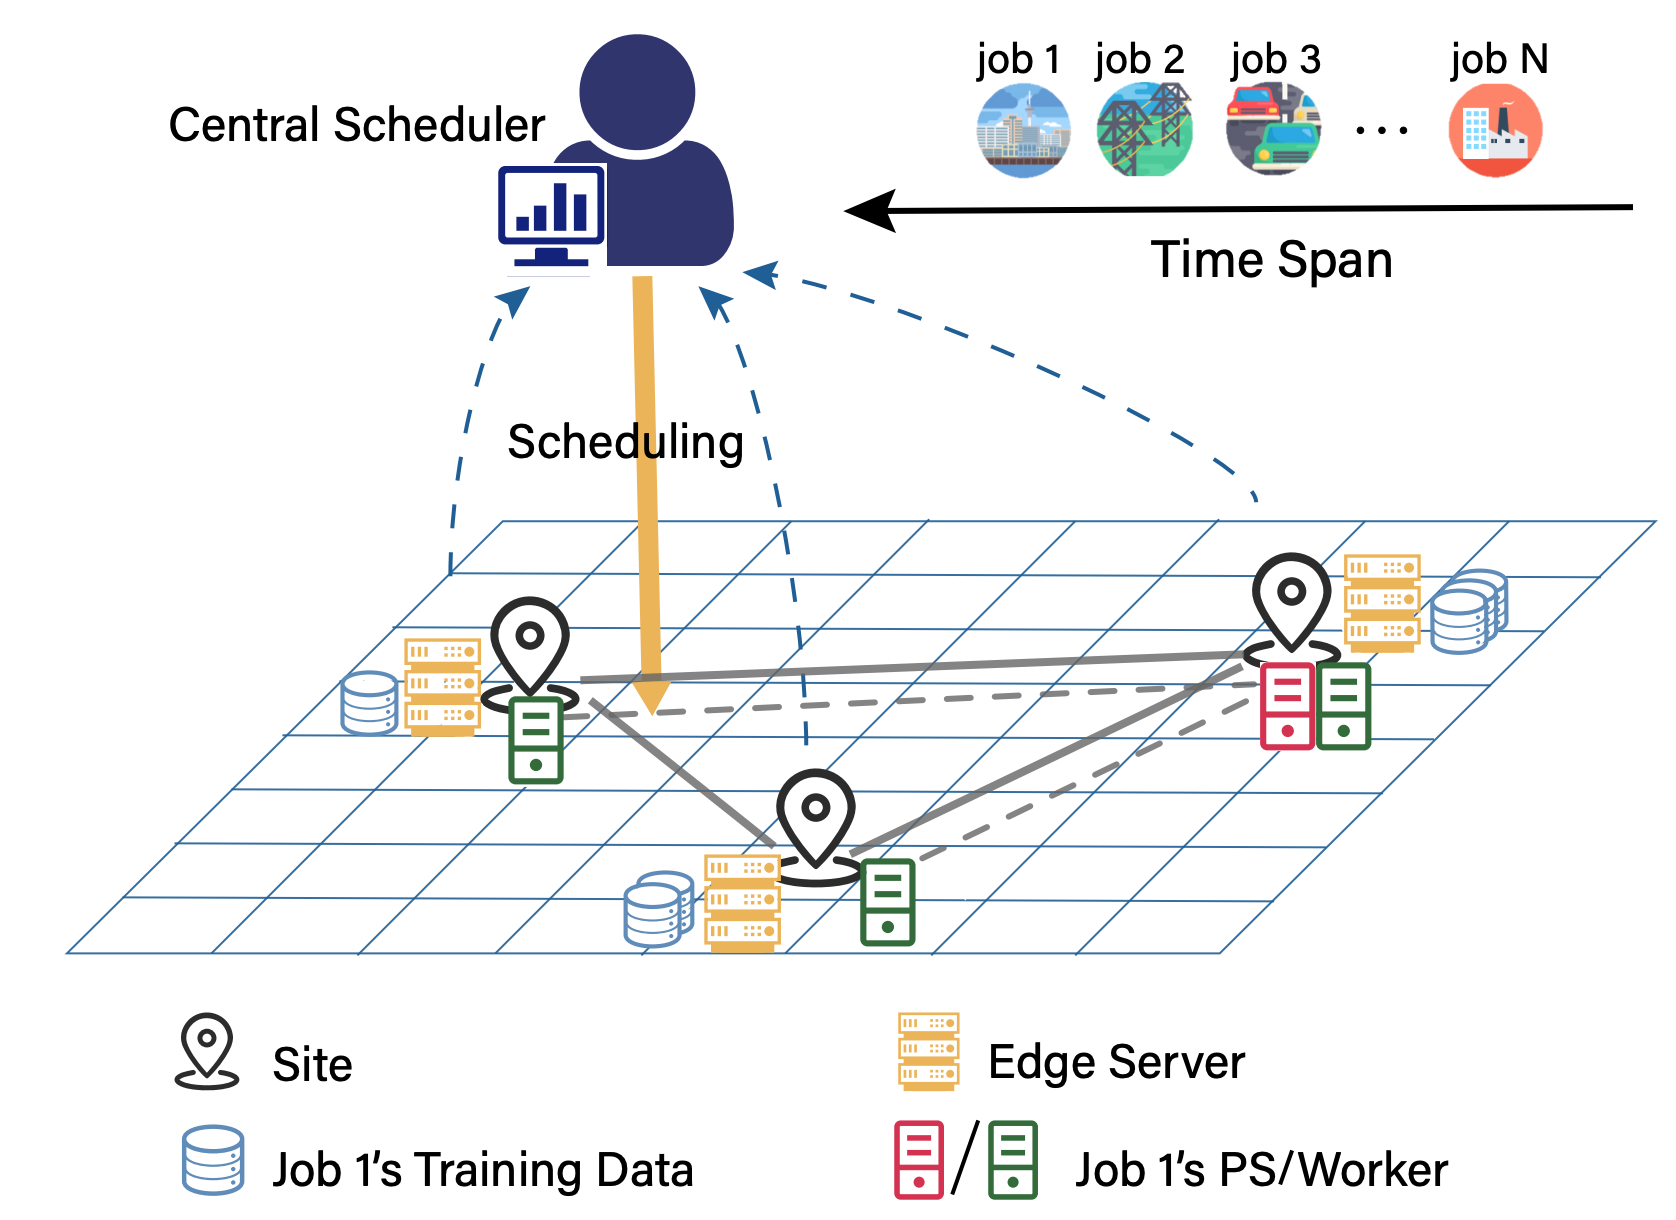 job 1 job 2 job 3 ... job N
Central Scheduler
Time Span
Scheduling
Site
Edge Server
Job 1's Training Data
/ Job 1's PS/Worker